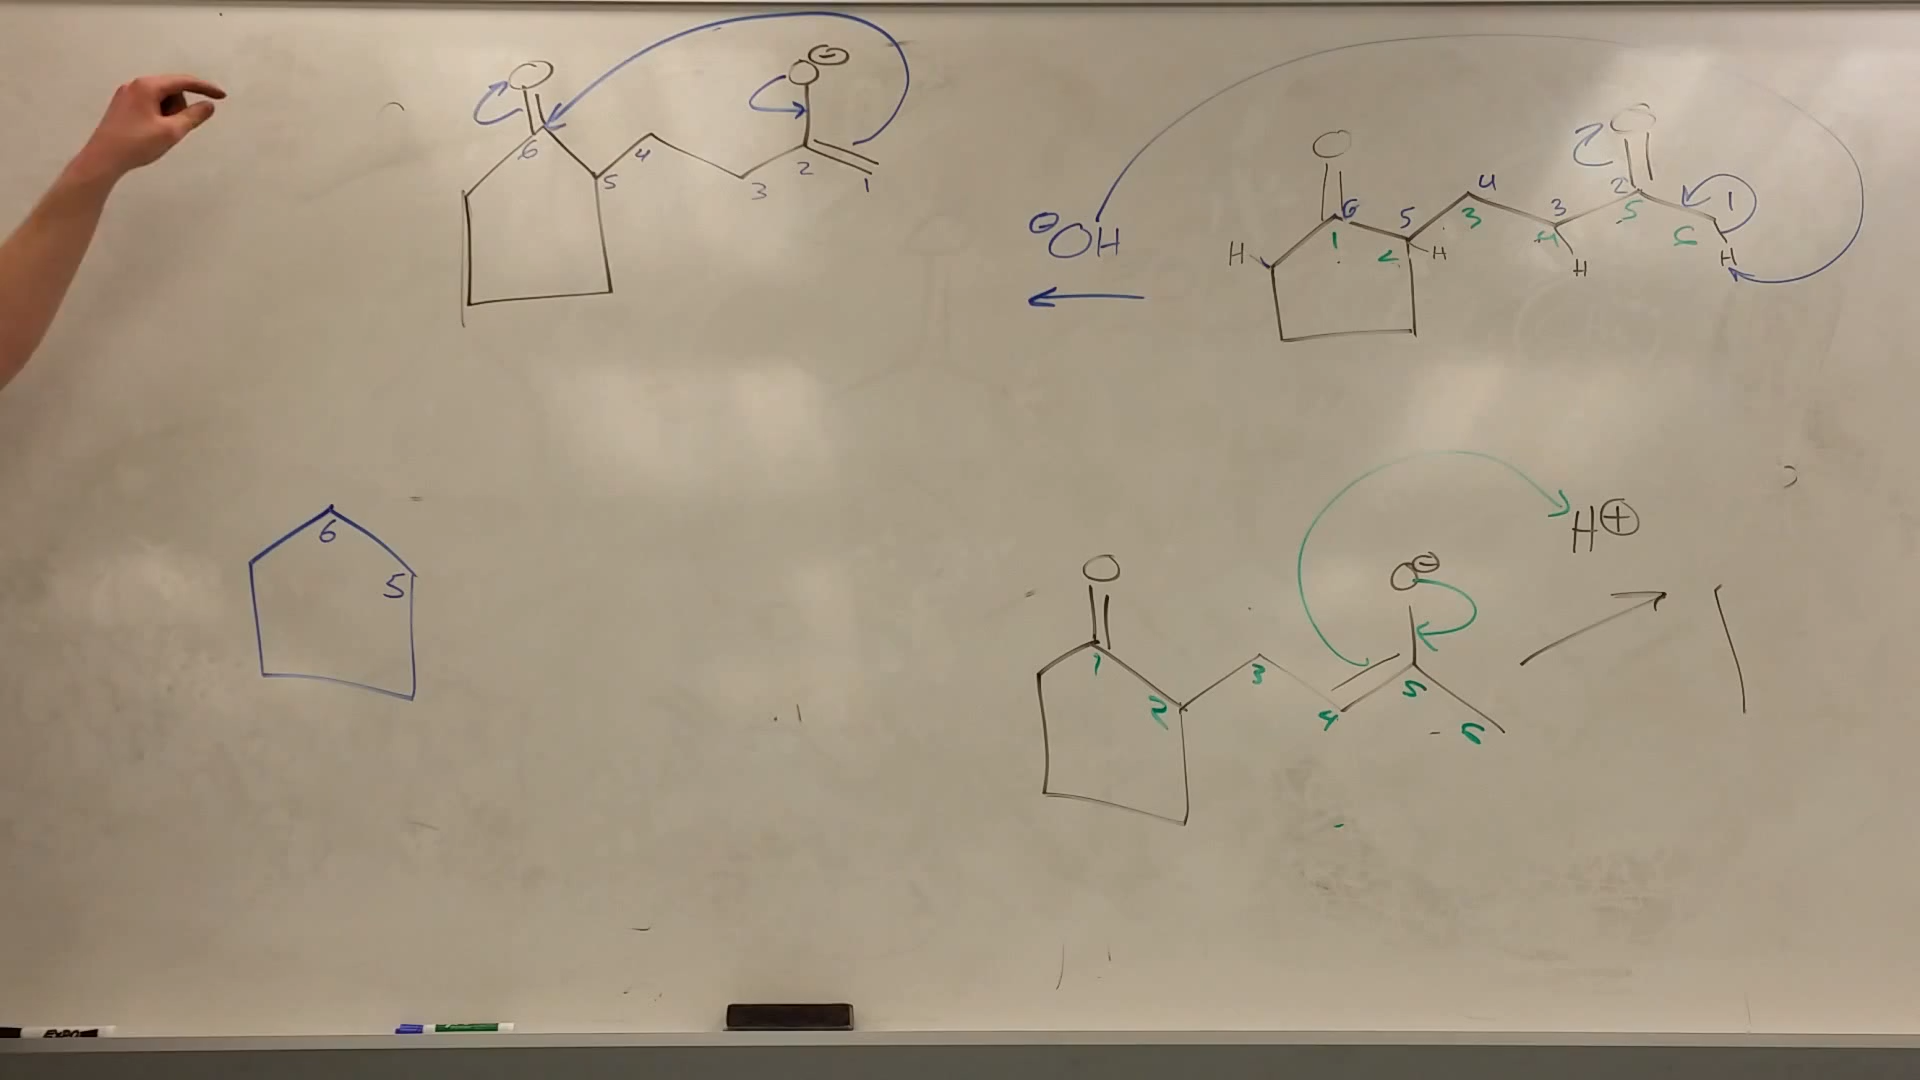 O ⊖
O
6 4 2
5 3 1
O
O
4 2 1
6 5 3 3 5
⊖OH
H 1 H 4 6
H
H
6
5
H⊕
O O⊖
1 3 5
2 4 6
EXPO